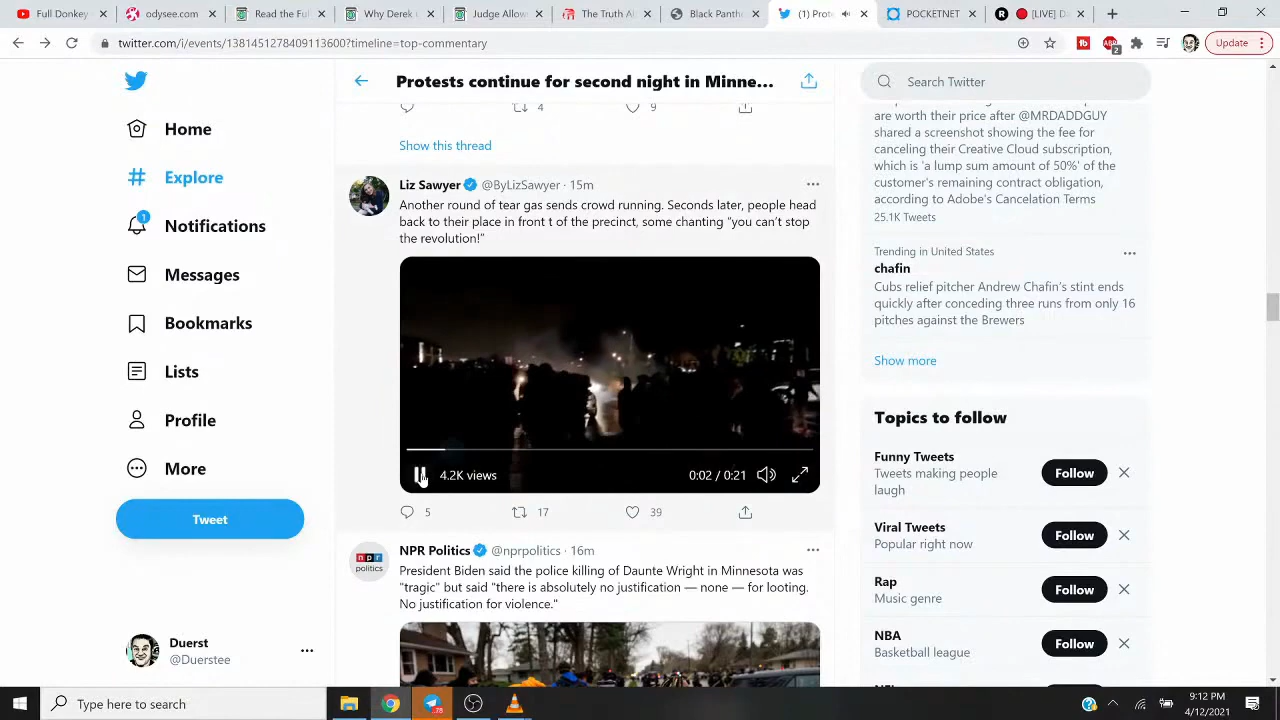 Full Donkey
odysee.com
Read the Ful
Why Derek
Judge Allow
The Truth Al
Black Panth
(1) Prote
POCKETNET
[LIVE] D
twitter.com/i/events/1381451278409113600?timeline=top-commentary
2
Update
Home
Explore
1
Notifications
Messages
Bookmarks
Lists
Profile
More
Tweet
Duerst
@Duerstee
Protests continue for second night in Minne...
4
9
Show this thread
Liz Sawyer @ByLizSawyer · 15m
Another round of tear gas sends crowd running. Seconds later, people head
back to their place in front t of the precinct, some chanting “you can’t stop
the revolution!”
4.2K views
0:02 / 0:21
5
17
39
npr
politics
NPR Politics @nprpolitics · 16m
President Biden said the police killing of Daunte Wright in Minnesota was
"tragic" but said "there is absolutely no justification — none — for looting.
No justification for violence."
Search Twitter
are worth their price after @MRDADDGUY
shared a screenshot showing the fee for
canceling their Creative Cloud subscription,
which is 'a lump sum amount of 50%' of the
customer's remaining contract obligation,
according to Adobe's Cancelation Terms
25.1K Tweets
Trending in United States
chafin
Cubs relief pitcher Andrew Chafin’s stint ends
quickly after conceding three runs from only 16
pitches against the Brewers
Show more
Topics to follow
Funny Tweets
Tweets making people
laugh
Follow
Viral Tweets
Popular right now
Follow
Rap
Music genre
Follow
NBA
Basketball league
Follow
Type here to search
78
9:12 PM
4/12/2021